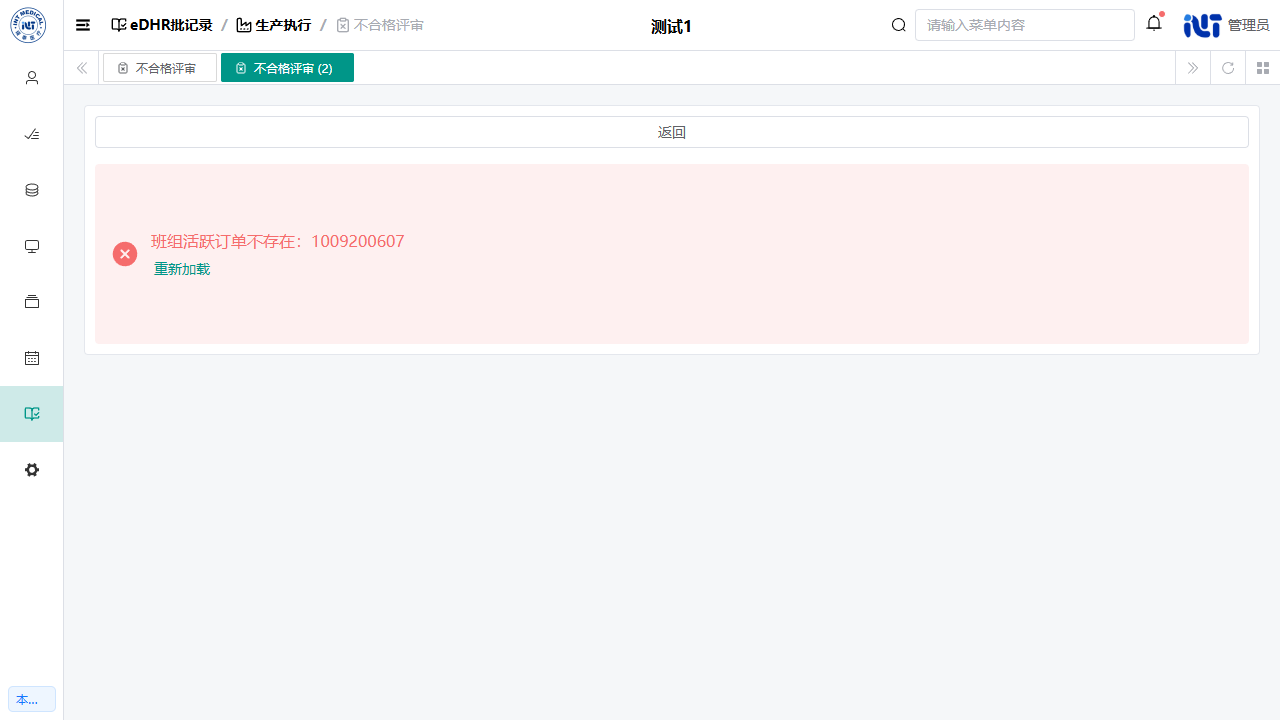 eDHR批记录 / 生产执行 / 不合格评审
测试1
请输入菜单内容
iNT 管理员
不合格评审
不合格评审 (2)
返回
班组活跃订单不存在：1009200607
重新加载
本...